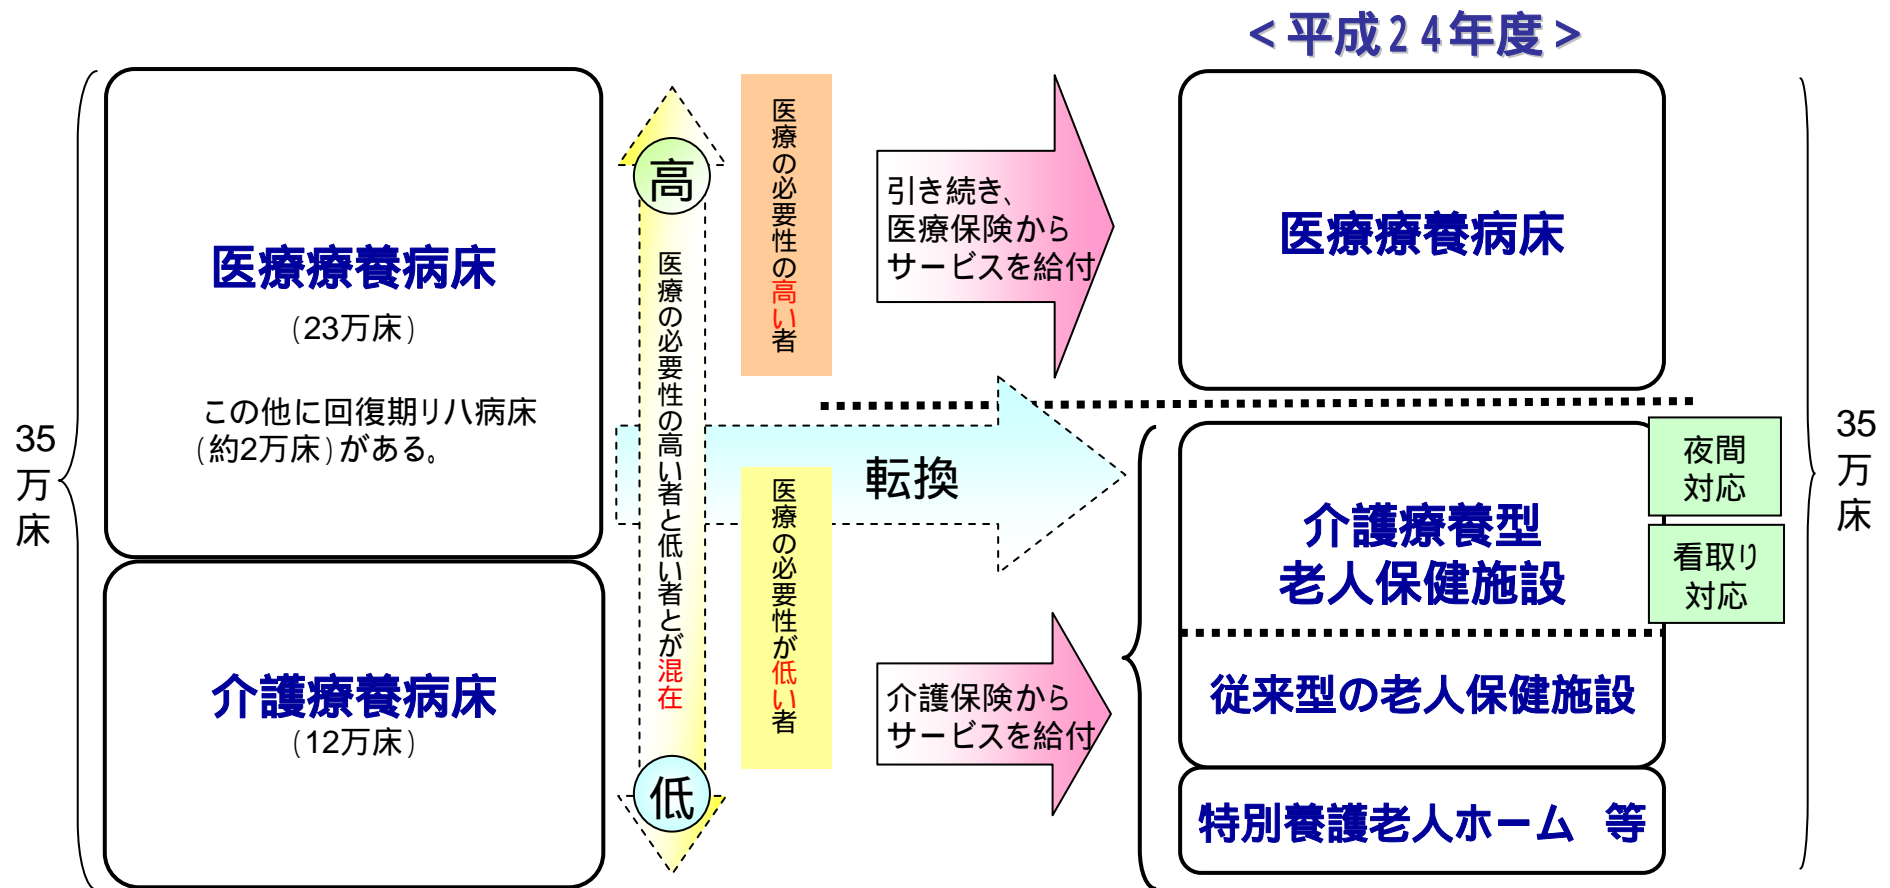 ＜平成２４年度＞
35
万
床
医療療養病床
（23万床）
この他に回復期リハ病床
（約2万床）がある。
介護療養病床
（12万床）
高
医療の必要性の高い者と低い者とが混在
低
医療の必要性の高い者
医療の必要性が低い者
引き続き、
医療保険から
サービスを給付
転換
介護保険から
サービスを給付
医療療養病床
介護療養型
老人保健施設
夜間
対応
看取り
対応
従来型の老人保健施設
特別養護老人ホーム　等
35
万
床